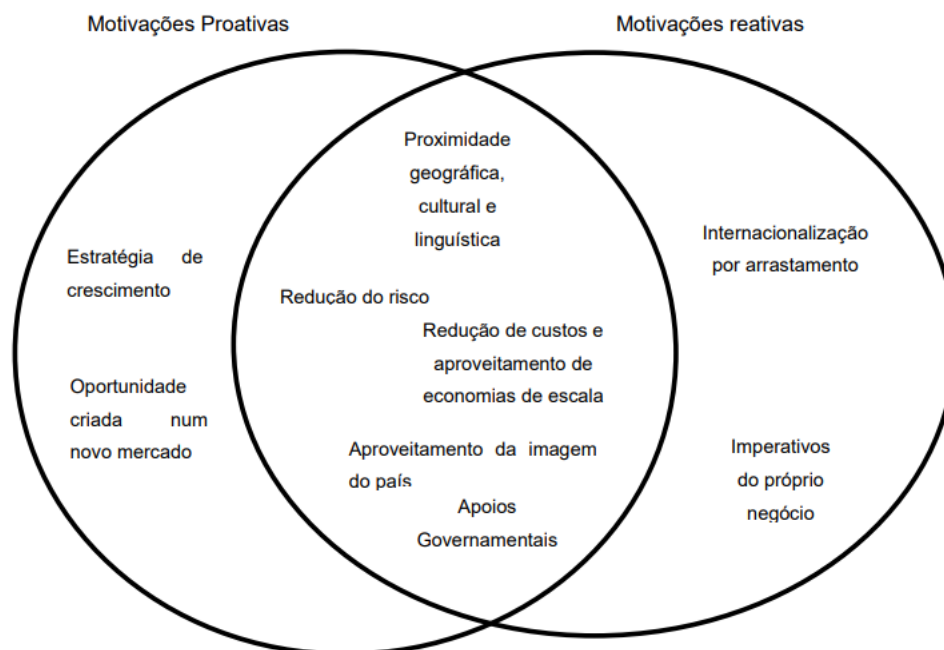 Motivações Proativas
Motivações reativas
Proximidade
geográfica,
cultural e
linguística
Estratégia de
crescimento
Internacionalização
por arrastamento
Redução do risco
Redução de custos e
aproveitamento de
economias de escala
Oportunidade
criada num
novo mercado
Aproveitamento da imagem
do país
Imperativos
do próprio
negócio
Apoios
Governamentais